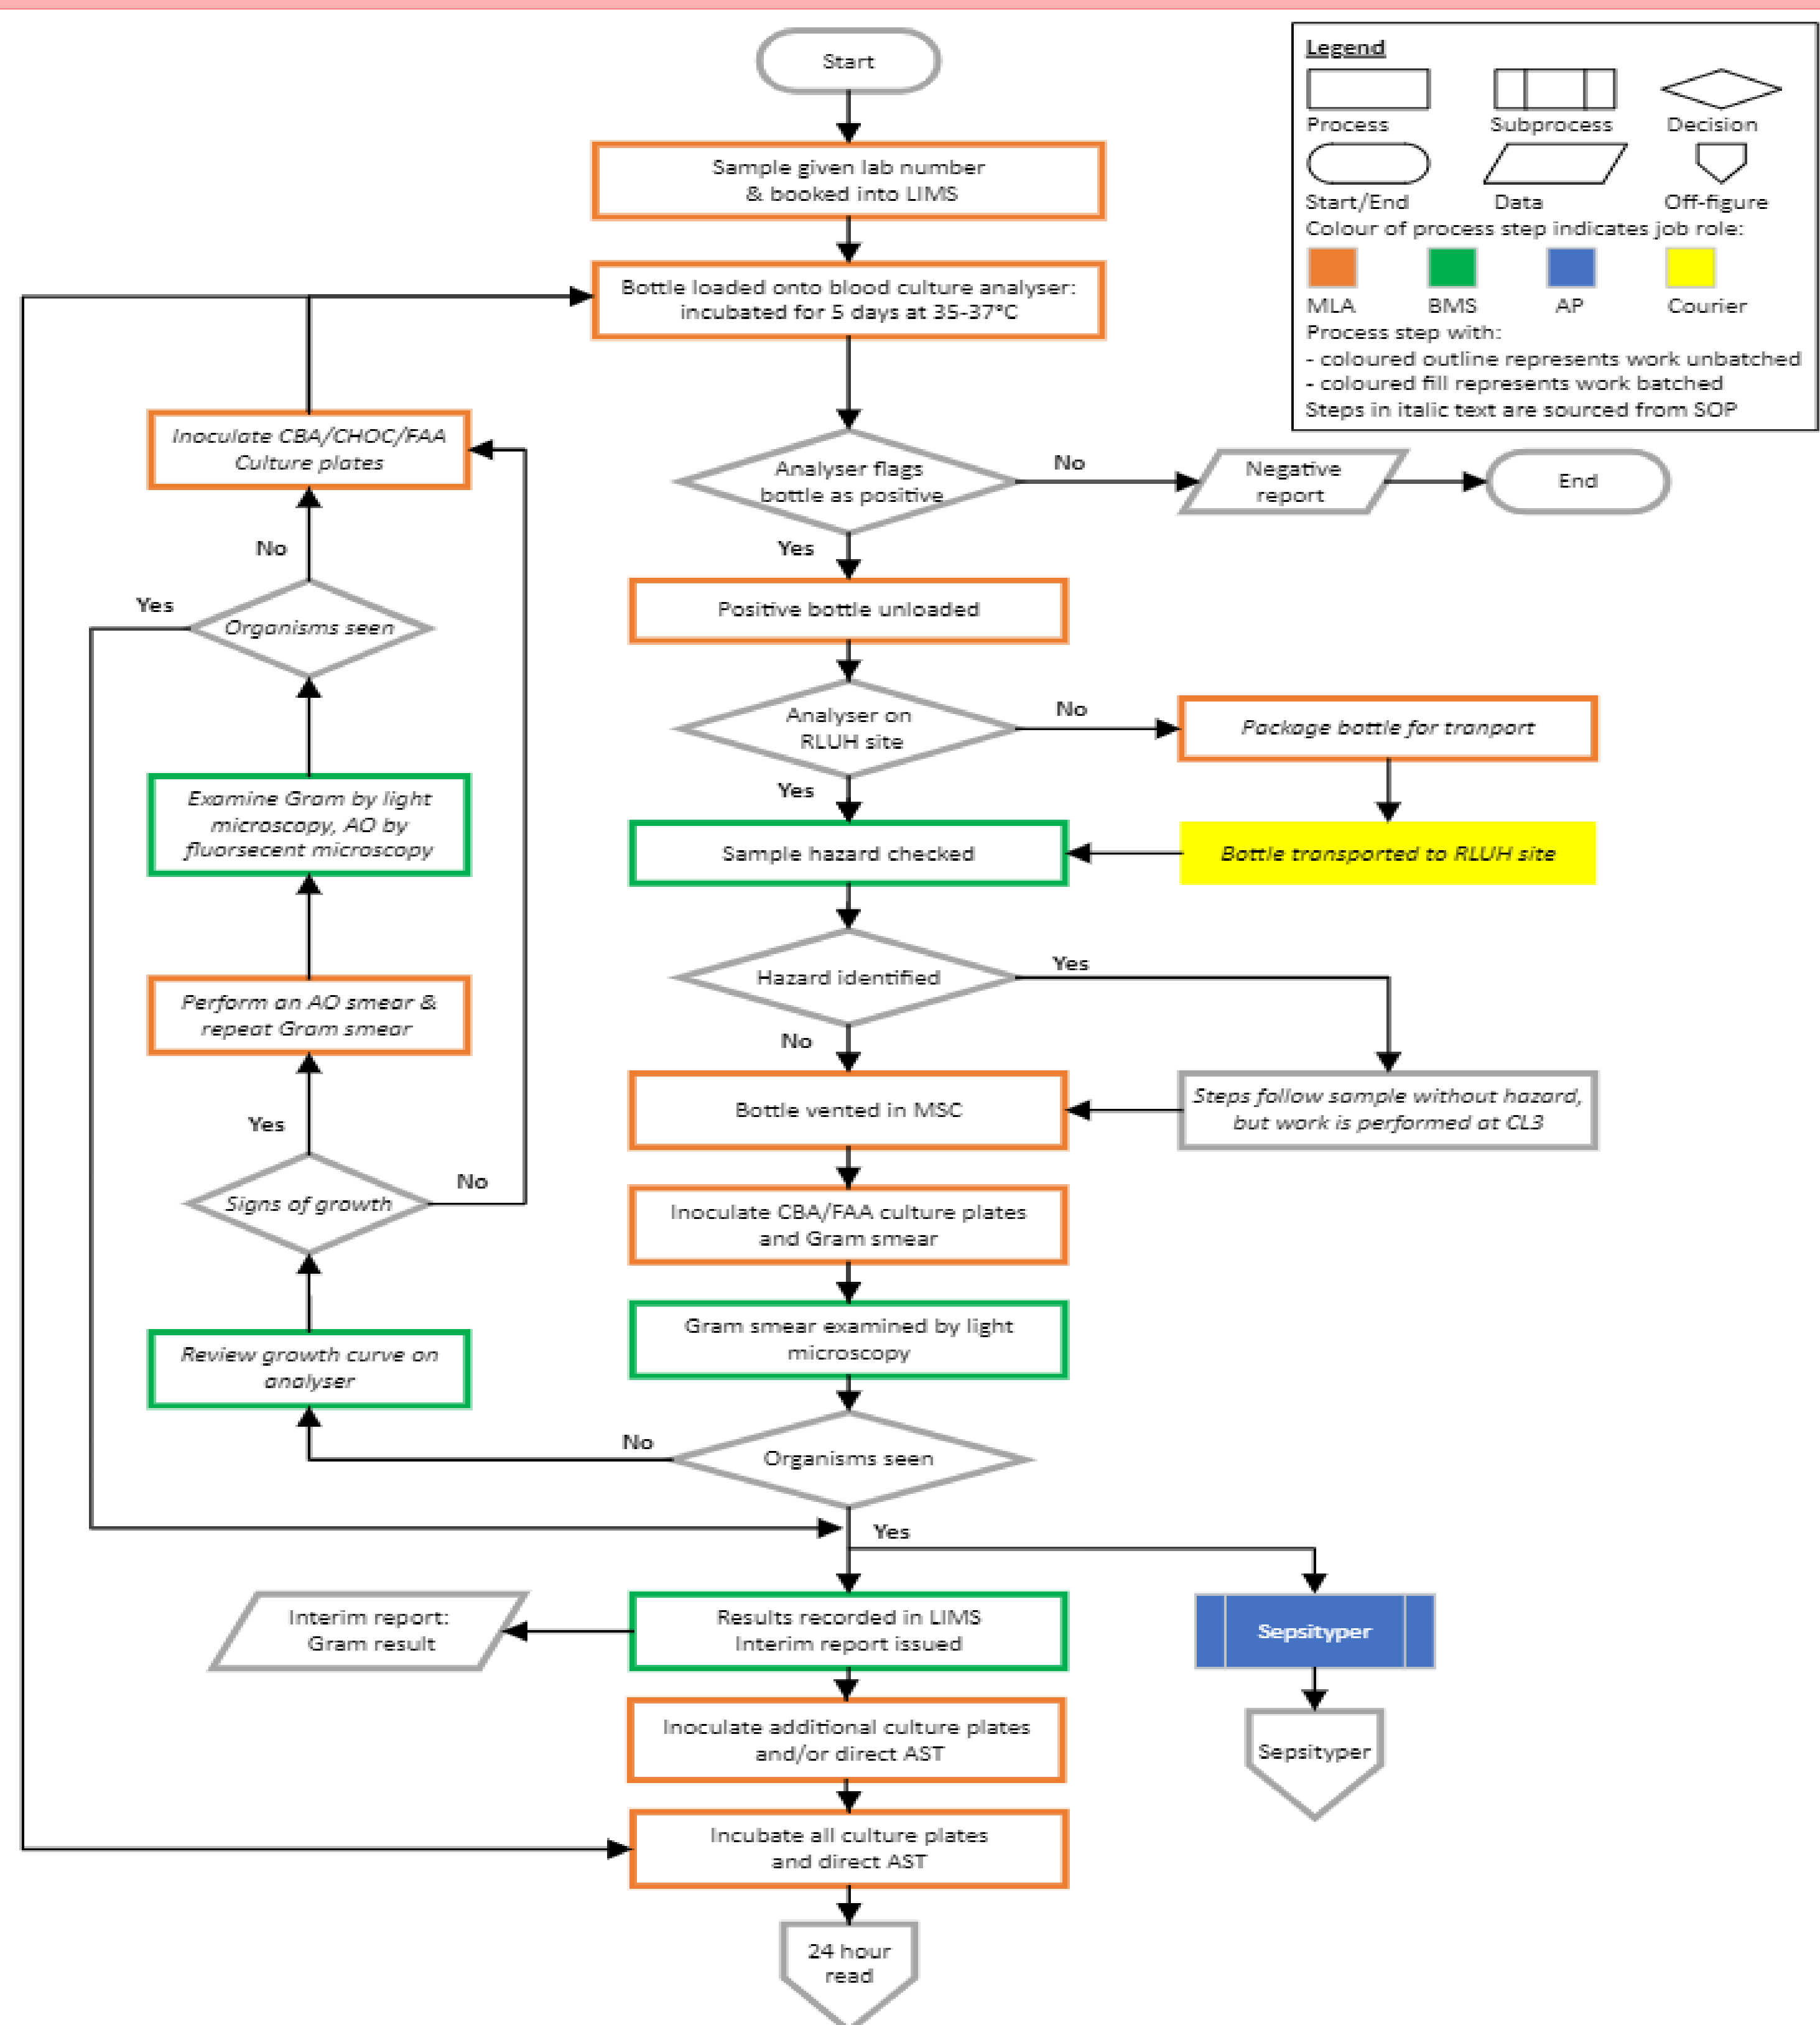 Start
Legend
Process
Subprocess
Decision
Start/End
Data
Off-figure
Colour of process step indicates job role:
MLA
BMS
AP
Courier
Process step with:
- coloured outline represents work unbatched
- coloured fill represents work batched
Steps in italic text are sourced from SOP
Sample given lab number
& booked into LIMS
Bottle loaded onto blood culture analyser:
incubated for 5 days at 35-37°C
Analyser flags
bottle as positive
No
Negative
report
End
Yes
Positive bottle unloaded
Analyser on
RLUH site
No
Package bottle for tranport
Yes
Bottle transported to RLUH site
Sample hazard checked
Hazard identified
Yes
Steps follow sample without hazard,
but work is performed at CL3
No
Bottle vented in MSC
Inoculate CBA/FAA culture plates
and Gram smear
Gram smear examined by light
microscopy
Organisms seen
No
Review growth curve on
analyser
Signs of growth
No
Yes
Perform an AO smear &
repeat Gram smear
Examine Gram by light
microscopy, AO by
fluorsecent microscopy
Organisms seen
Yes
No
Inoculate CBA/CHOC/FAA
Culture plates
Yes
Results recorded in LIMS
Interim report issued
Interim report:
Gram result
Sepsityper
Sepsityper
Inoculate additional culture plates
and/or direct AST
Incubate all culture plates
and direct AST
24 hour
read